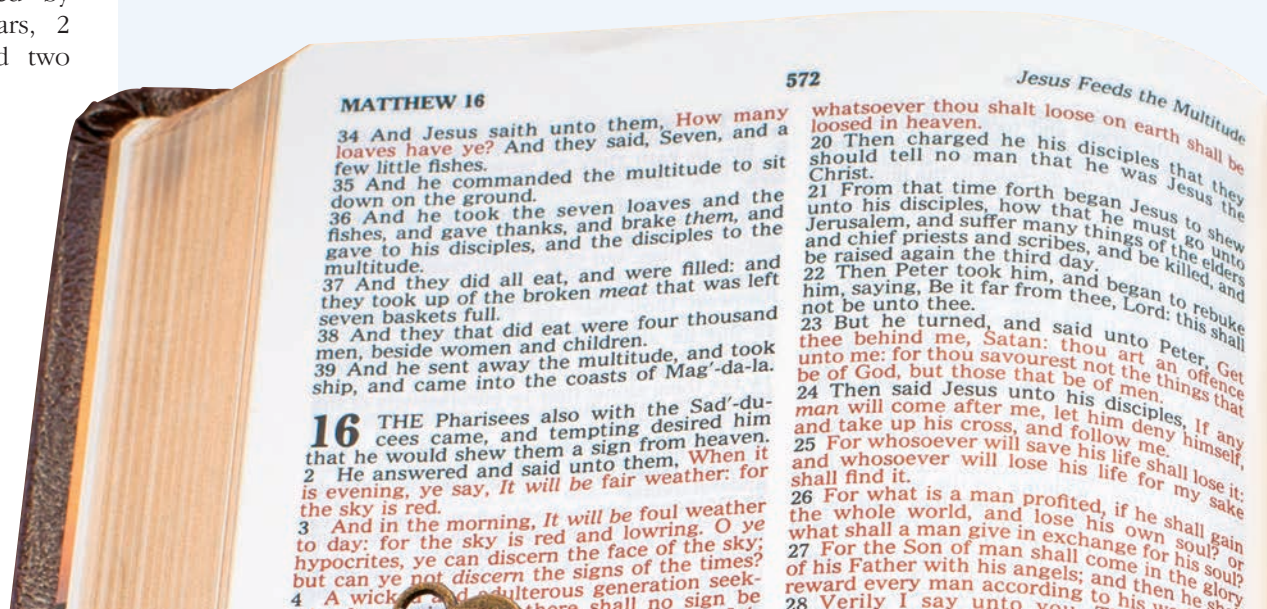 ars, 2
two
MATTHEW 16
572
Jesus Feeds the Multitude
34 And Jesus saith unto them, How many
loaves have ye? And they said, Seven, and a
few little fishes.
35 And he commanded the multitude to sit
down on the ground.
36 And he took the seven loaves and the
fishes, and gave thanks, and brake them, and
gave to his disciples, and the disciples to the
multitude.
37 And they did all eat, and were filled: and
they took up of the broken meat that was left
seven baskets full.
38 And they that did eat were four thousand
men, beside women and children.
39 And he sent away the multitude, and took
ship, and came into the coasts of Mag′-da-la.
16 THE Pharisees also with the Sad′-du-
cees came, and tempting desired him
that he would shew them a sign from heaven.
2 He answered and said unto them, When it
is evening, ye say, It will be fair weather: for
the sky is red.
3 And in the morning, It will be foul weather
to day: for the sky is red and lowring. O ye
hypocrites, ye can discern the face of the sky;
but can ye not discern the signs of the times?
4 A adulterous generation seek-
there shall no sign be
whatsoever thou shalt loose on earth shall be
loosed in heaven.
20 Then charged he his disciples that they
should tell no man that he was Jesus the
Christ.
21 From that time forth began Jesus to shew
unto his disciples, how that he must go unto
Jerusalem, and suffer many things of the elders
and chief priests and scribes, and be killed, and
be raised again the third day.
22 Then Peter took him, and began to rebuke
him, saying, Be it far from thee, Lord: this shall
not be unto thee.
23 But he turned, and said unto Peter, Get
thee behind me, Satan: thou art an offence
unto me: for thou savourest not the things that
be of God, but those that be of men.
24 Then said Jesus unto his disciples, If any
man will come after me, let him deny himself,
and take up his cross, and follow me.
25 For whosoever will save his life shall lose it:
and whosoever will lose his life for my sake
shall find it.
26 For what is a man profited, if he shall gain
the whole world, and lose his own soul? or
what shall a man give in exchange for his soul?
27 For the Son of man shall come in the glory
of his Father with his angels; and then he shall
reward every man according to his
28 Verily I say unto